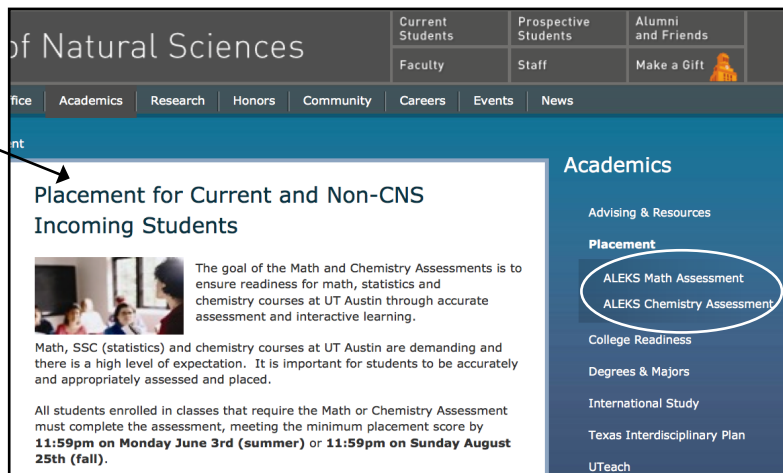 of Natural Sciences
Current Students
Prospective Students
Alumni and Friends
Faculty
Staff
Make a Gift
fice
Academics
Research
Honors
Community
Careers
Events
News
nt
Placement for Current and Non-CNS
Incoming Students
The goal of the Math and Chemistry Assessments is to
ensure readiness for math, statistics and
chemistry courses at UT Austin through accurate
assessment and interactive learning.
Math, SSC (statistics) and chemistry courses at UT Austin are demanding and
there is a high level of expectation.  It is important for students to be accurately
and appropriately assessed and placed.
All students enrolled in classes that require the Math or Chemistry Assessment
must complete the assessment, meeting the minimum placement score by
11:59pm on Monday June 3rd (summer) or 11:59pm on Sunday August
25th (fall).
Academics
Advising & Resources
Placement
ALEKS Math Assessment
ALEKS Chemistry Assessment
College Readiness
Degrees & Majors
International Study
Texas Interdisciplinary Plan
UTeach